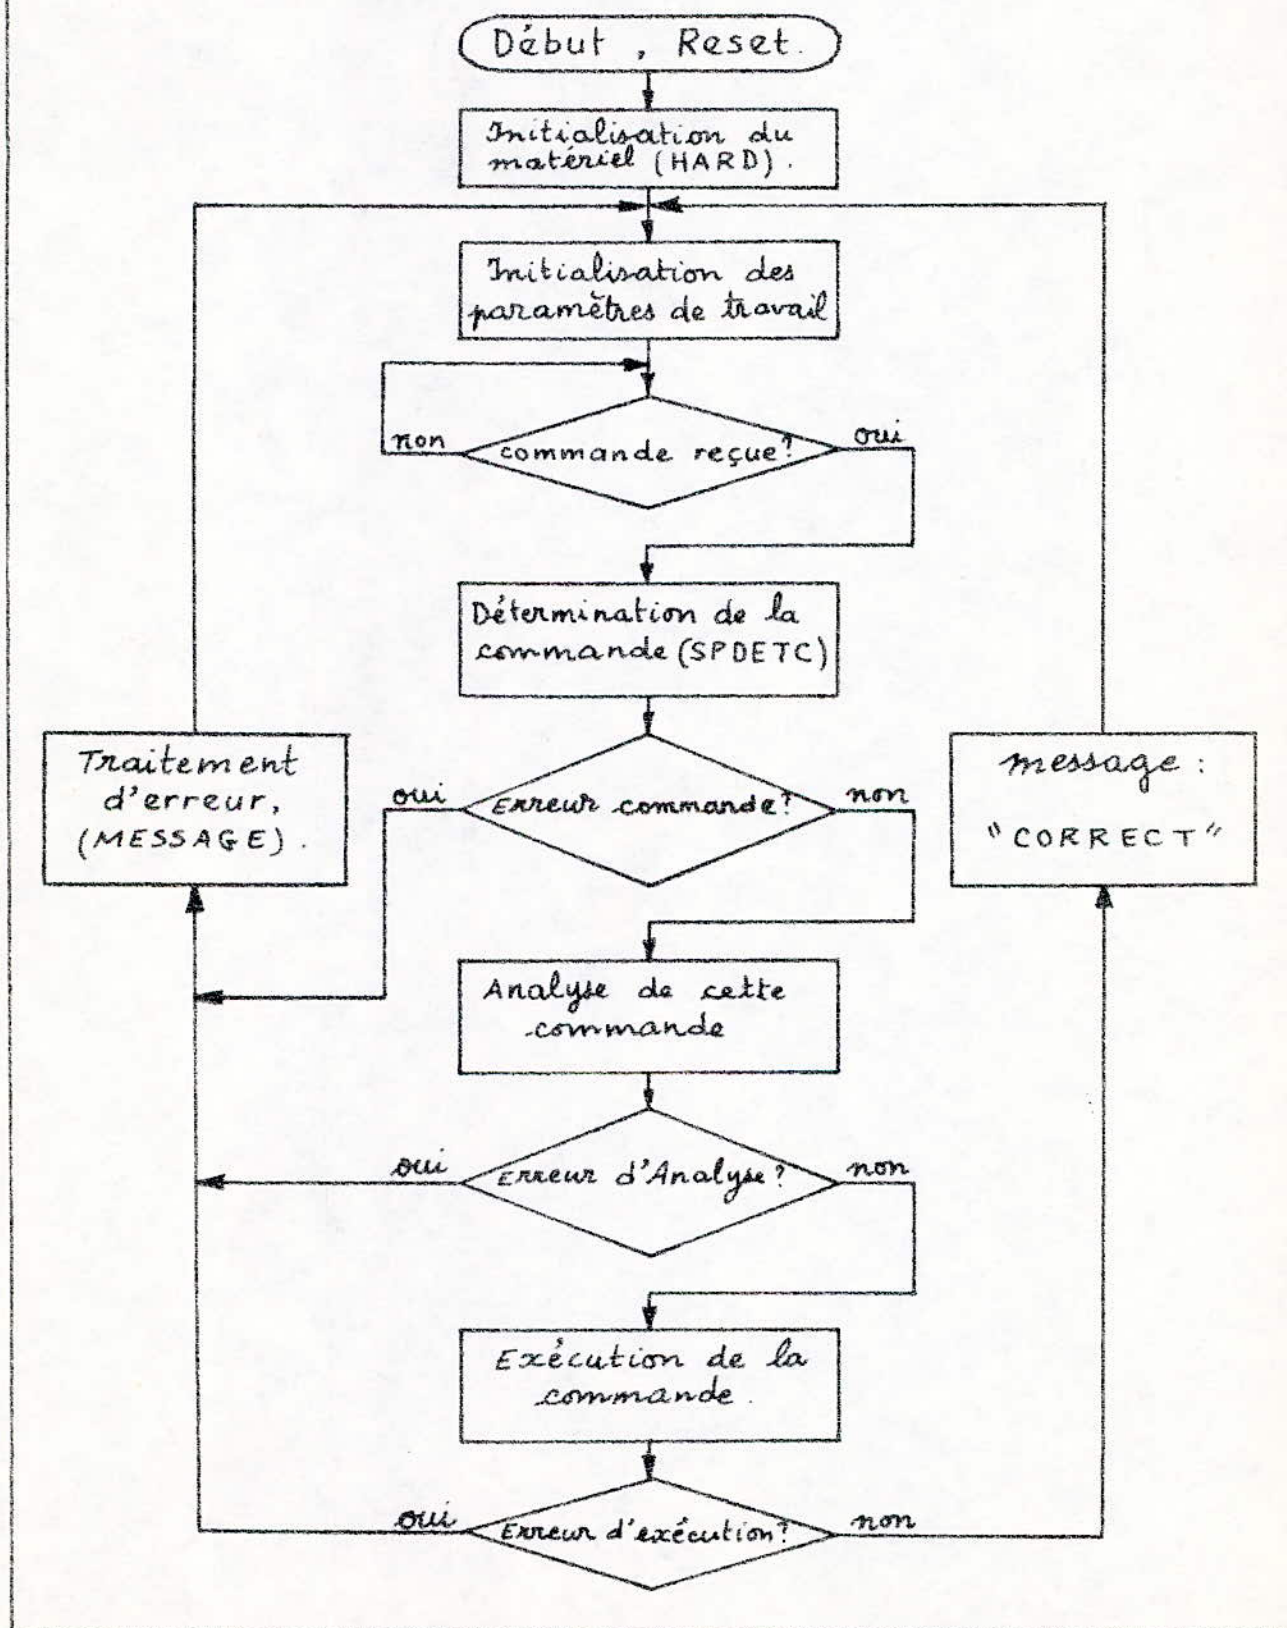 Début , Reset.
Initialisation du
matériel (HARD).
Initialisation des
paramètres de travail
non
commande reçue?
oui
Détermination de la
commande (SPDETC)
Traitement
d'erreur,
(MESSAGE).
oui
Erreur commande?
non
message :
"CORRECT"
Analyse de cette
commande
oui
Erreur d'Analyse?
non
Exécution de la
commande.
oui
Erreur d'exécution?
non